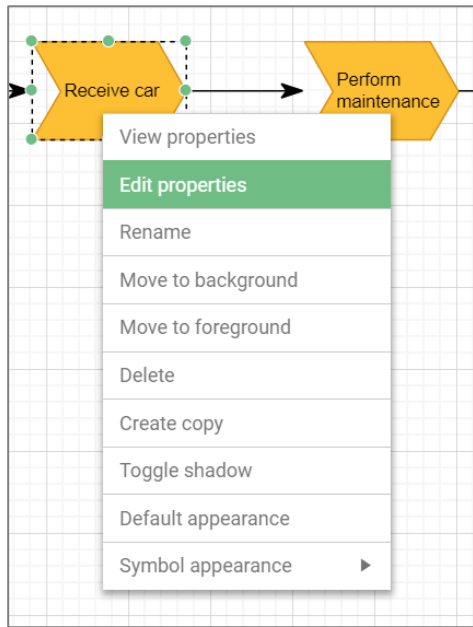 Receive car
Perform
maintenance
View properties
Edit properties
Rename
Move to background
Move to foreground
Delete
Create copy
Toggle shadow
Default appearance
Symbol appearance